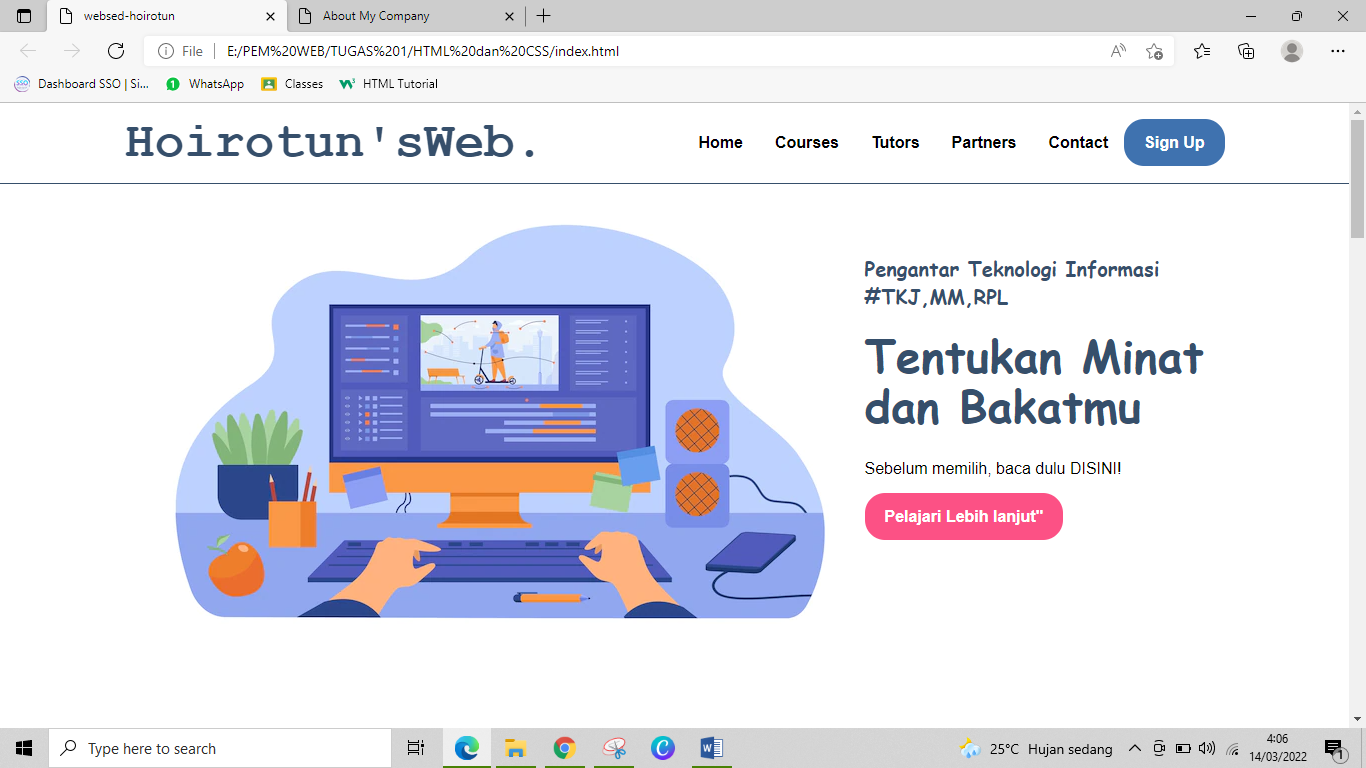 websed-hoirotun
About My Company
File
E:/PEM%20WEB/TUGAS%201/HTML%20dan%20CSS/index.html
Dashboard SSO | Si...
WhatsApp
Classes
HTML Tutorial
Hoirotun'sWeb.
Home
Courses
Tutors
Partners
Contact
Sign Up
Pengantar Teknologi Informasi
#TKJ,MM,RPL
Tentukan Minat
dan Bakatmu
Sebelum memilih, baca dulu DISINI!
Pelajari Lebih lanjut"
Type here to search
25°C Hujan sedang
4:06
14/03/2022
1